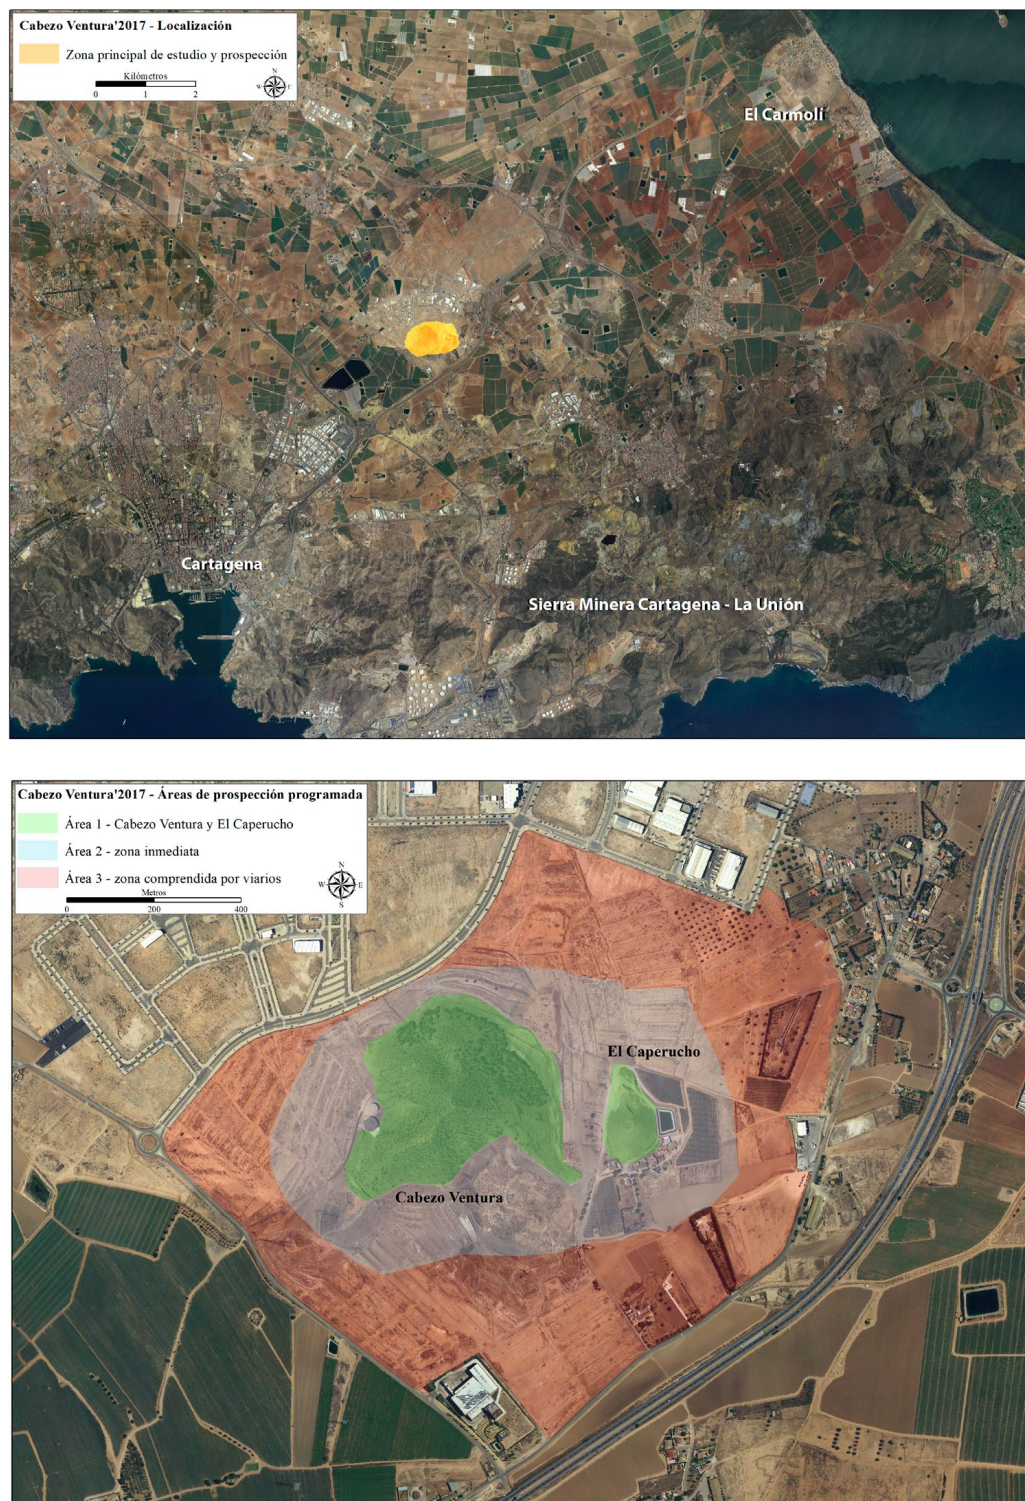 Cabezo Ventura'2017 - Localización
Zona principal de estudio y prospección
Kilómetros
0 1 2
N
W E
S
El Carmolí
Cartagena
Sierra Minera Cartagena - La Unión
Cabezo Ventura'2017 - Áreas de prospección programada
Área 1 - Cabezo Ventura y El Caperucho
Área 2 - zona inmediata
Área 3 - zona comprendida por viarios
Metros
0 200 400
N
W E
S
El Caperucho
Cabezo Ventura